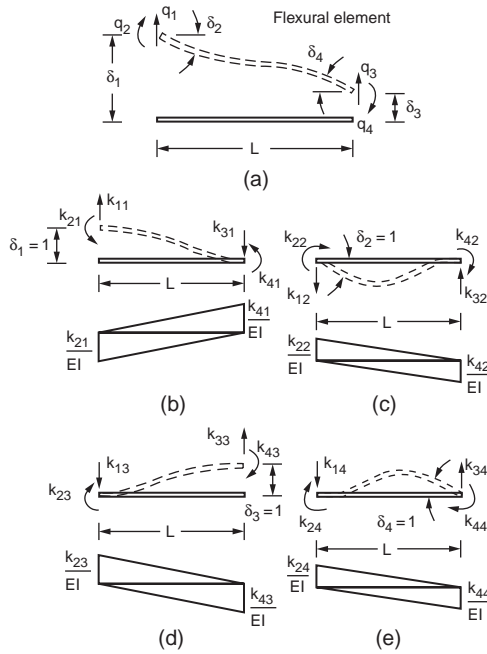 Flexural element
q1
q2
δ2
δ1
δ4
q3
δ3
q4
L
(a)
k11
k21
δ1 = 1
k31
k41
L
k21/EI
k41/EI
(b)
k22
δ2 = 1
k42
k12
k32
L
k22/EI
k42/EI
(c)
k33
k13
k43
k23
δ3 = 1
L
k23/EI
k43/EI
(d)
k14
k34
k24
δ4 = 1
k44
L
k24/EI
k44/EI
(e)